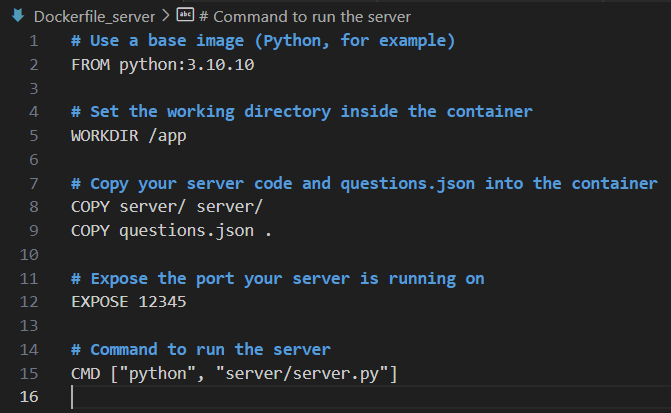 Dockerfile_server > abc # Command to run the server
1 # Use a base image (Python, for example)
2 FROM python:3.10.10
3
4 # Set the working directory inside the container
5 WORKDIR /app
6
7 # Copy your server code and questions.json into the container
8 COPY server/ server/
9 COPY questions.json .
10
11 # Expose the port your server is running on
12 EXPOSE 12345
13
14 # Command to run the server
15 CMD ["python", "server/server.py"]
16